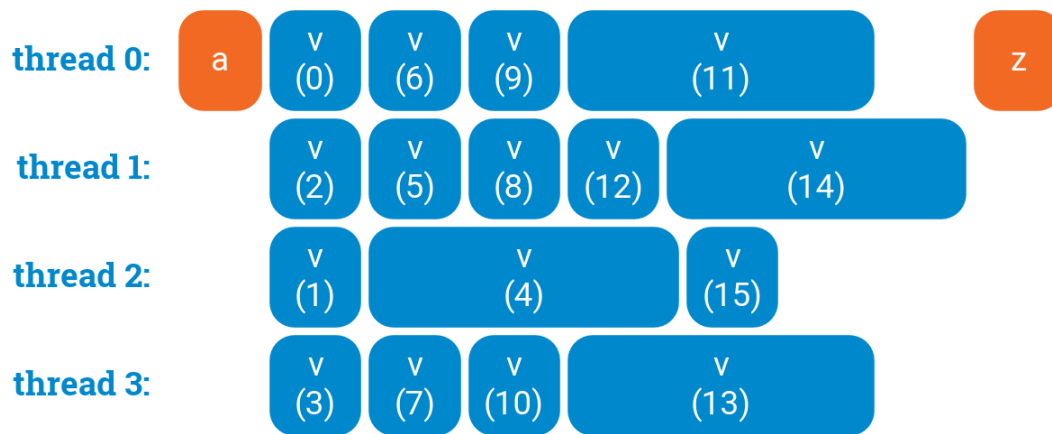 thread 0: a v (0) v (6) v (9) v (11) z
thread 1: v (2) v (5) v (8) v (12) v (14)
thread 2: v (1) v (4) v (15)
thread 3: v (3) v (7) v (10) v (13)